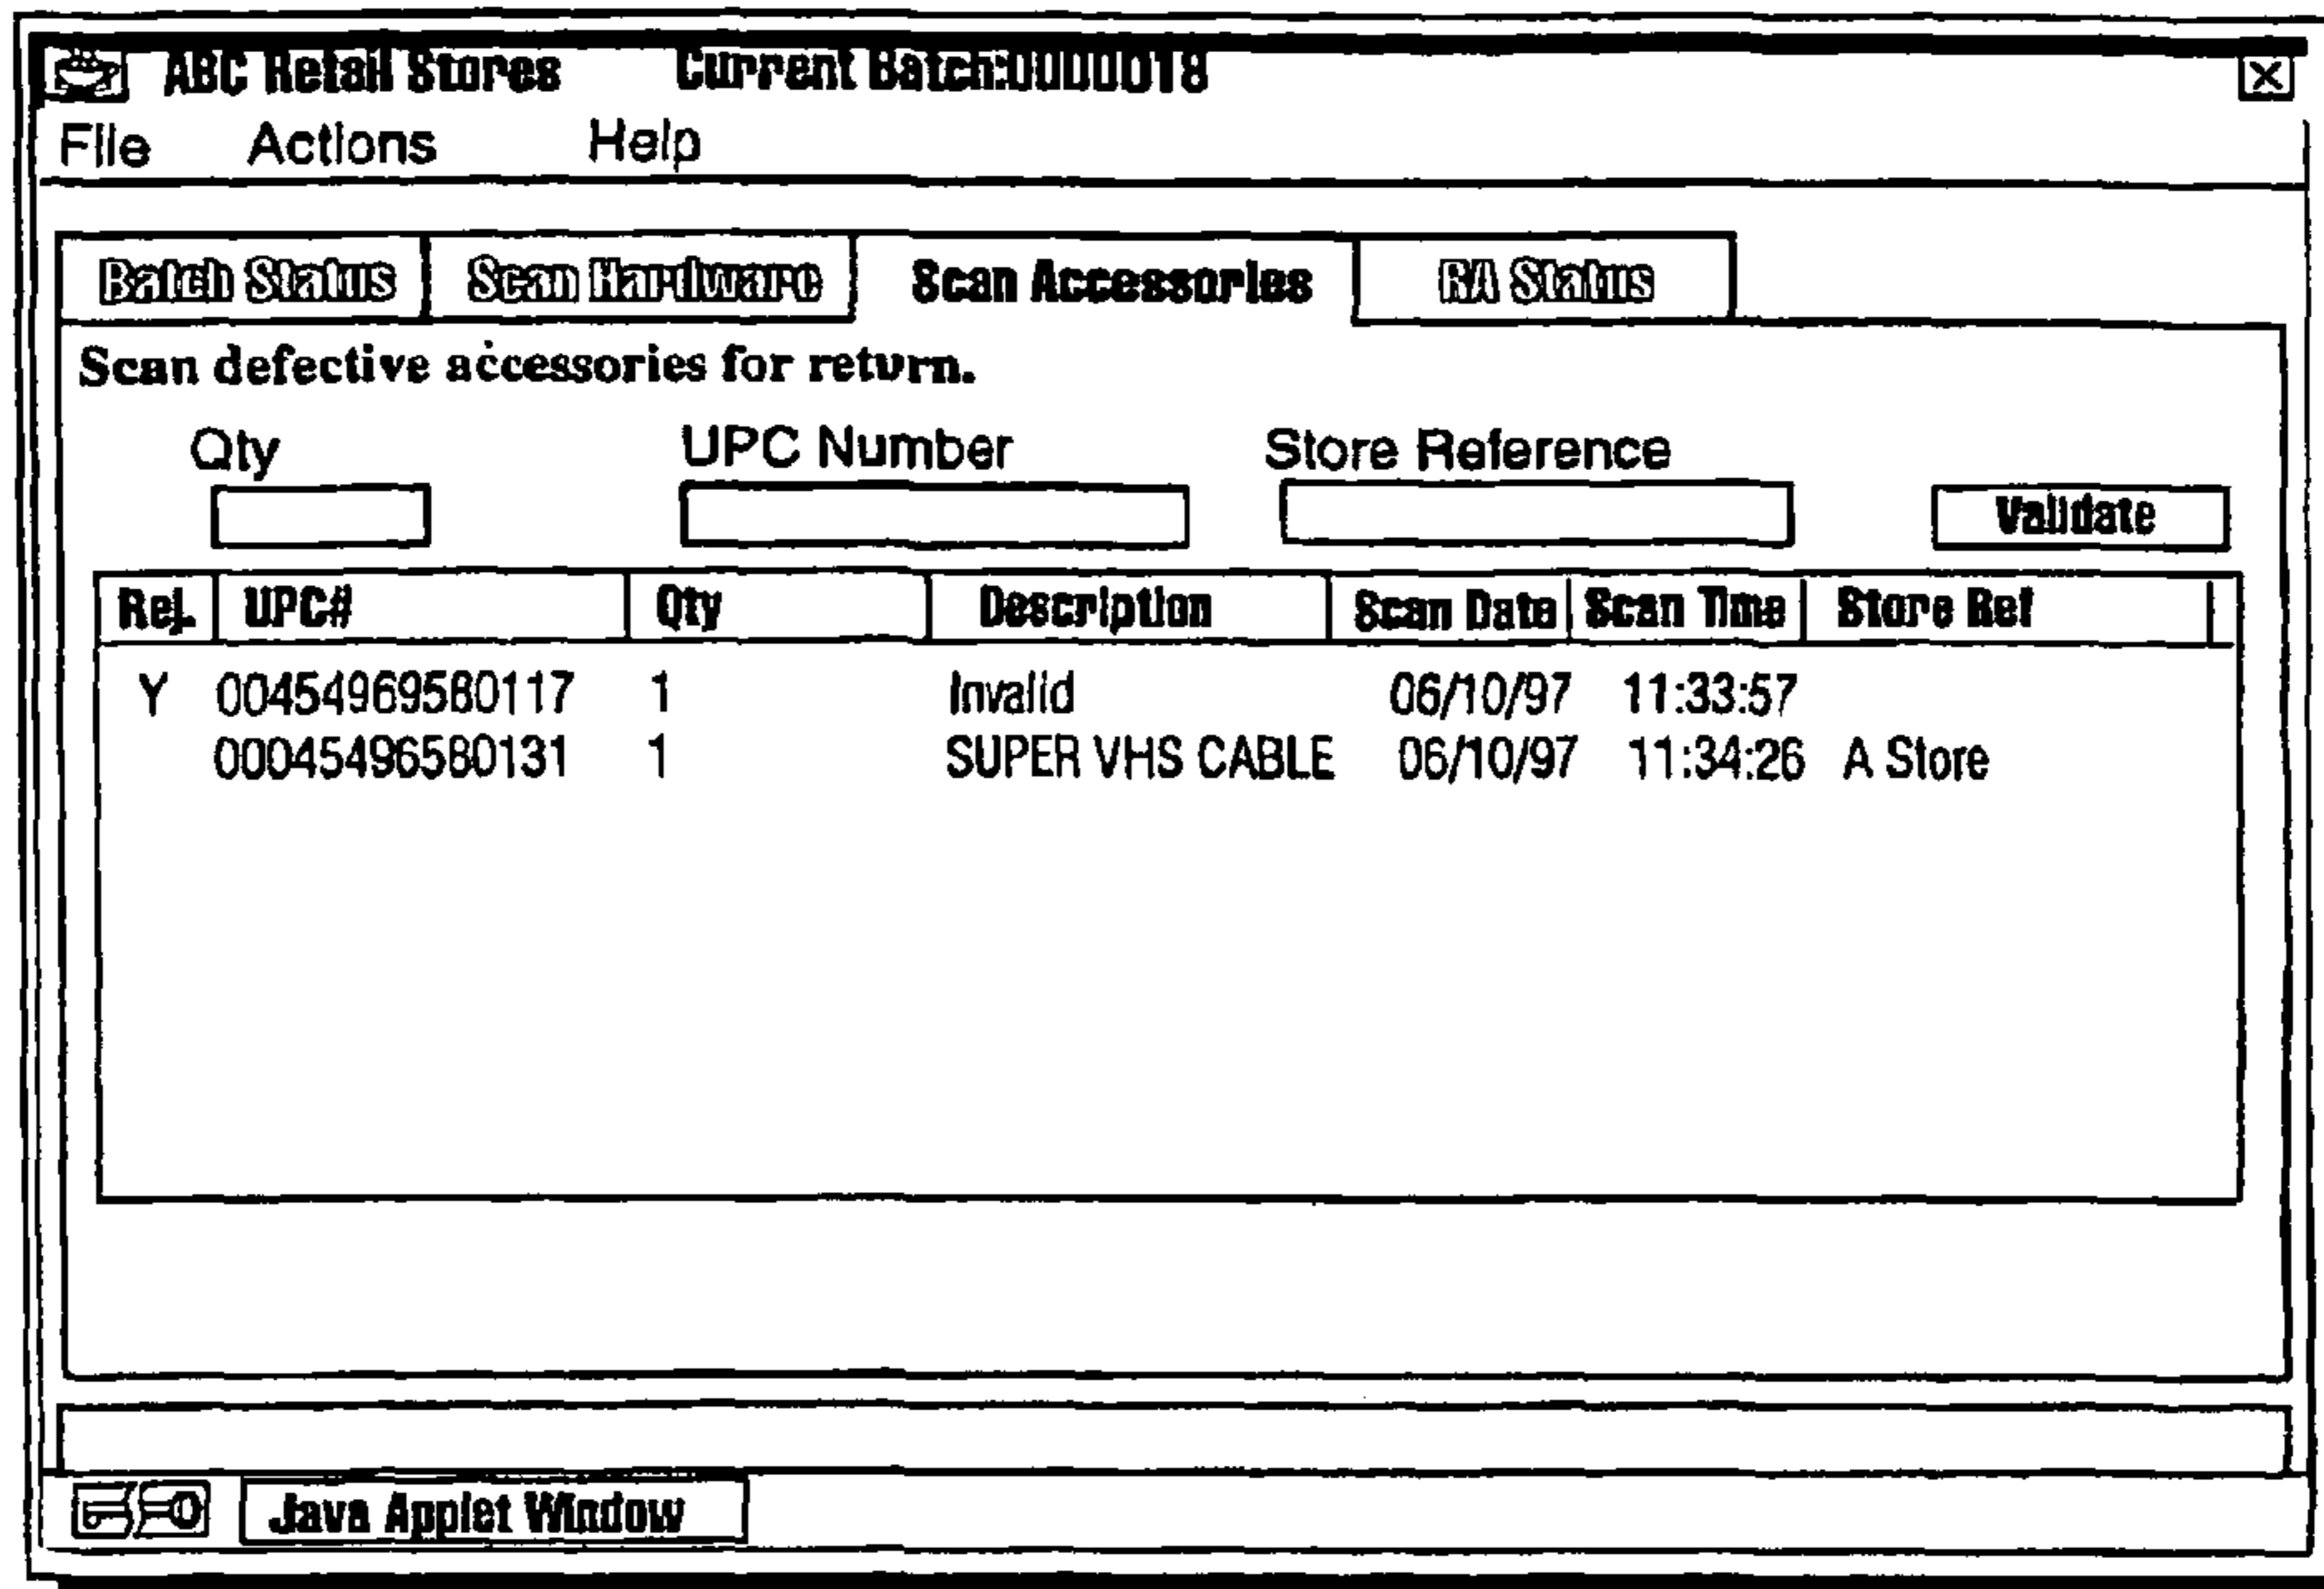 ABC Retail Stores Current Batch:0000018
File Actions Help
Batch Status Scan Hardware Scan Accessories RA Status
Scan defective accessories for return.
Qty UPC Number Store Reference
Validate
Rej. UPC# Qty Description Scan Date Scan Time Store Ref
Y 00454969580117 1 Invalid 06/10/97 11:33:57
00045496580131 1 SUPER VHS CABLE 06/10/97 11:34:26 A Store
Java Applet Window